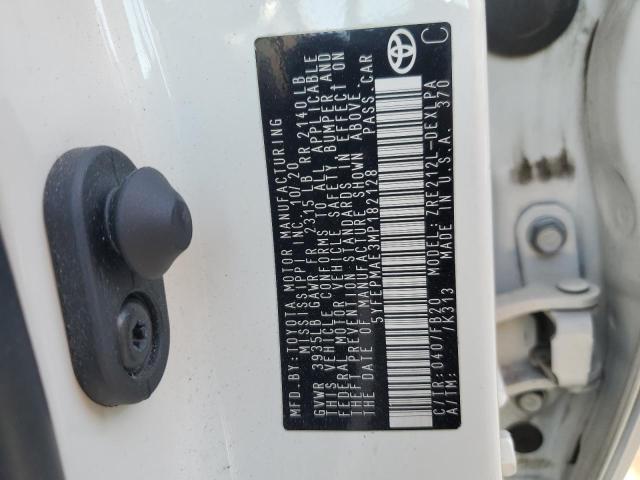 MFD BY: TOYOTA MOTOR MANUFACTURING
MISSISSIPPI INC. 10/20
GVWR 3935LB GAWR FR 2315 LB RR 2140 LB
THIS VEHICLE CONFORMS TO ALL APPLICABLE
FEDERAL MOTOR VEHICLE SAFETY, BUMPER, AND
THEFT PREVENTION STANDARDS IN EFFECT ON
THE DATE OF MANUFACTURE SHOWN ABOVE.
5YFEPMAE3MP182128 PASS.CAR
C/TR: 040/FB20 MODEL: ZRE212L-DEXLPA
A/TM: /K313 MADE IN U.S.A. 370
C